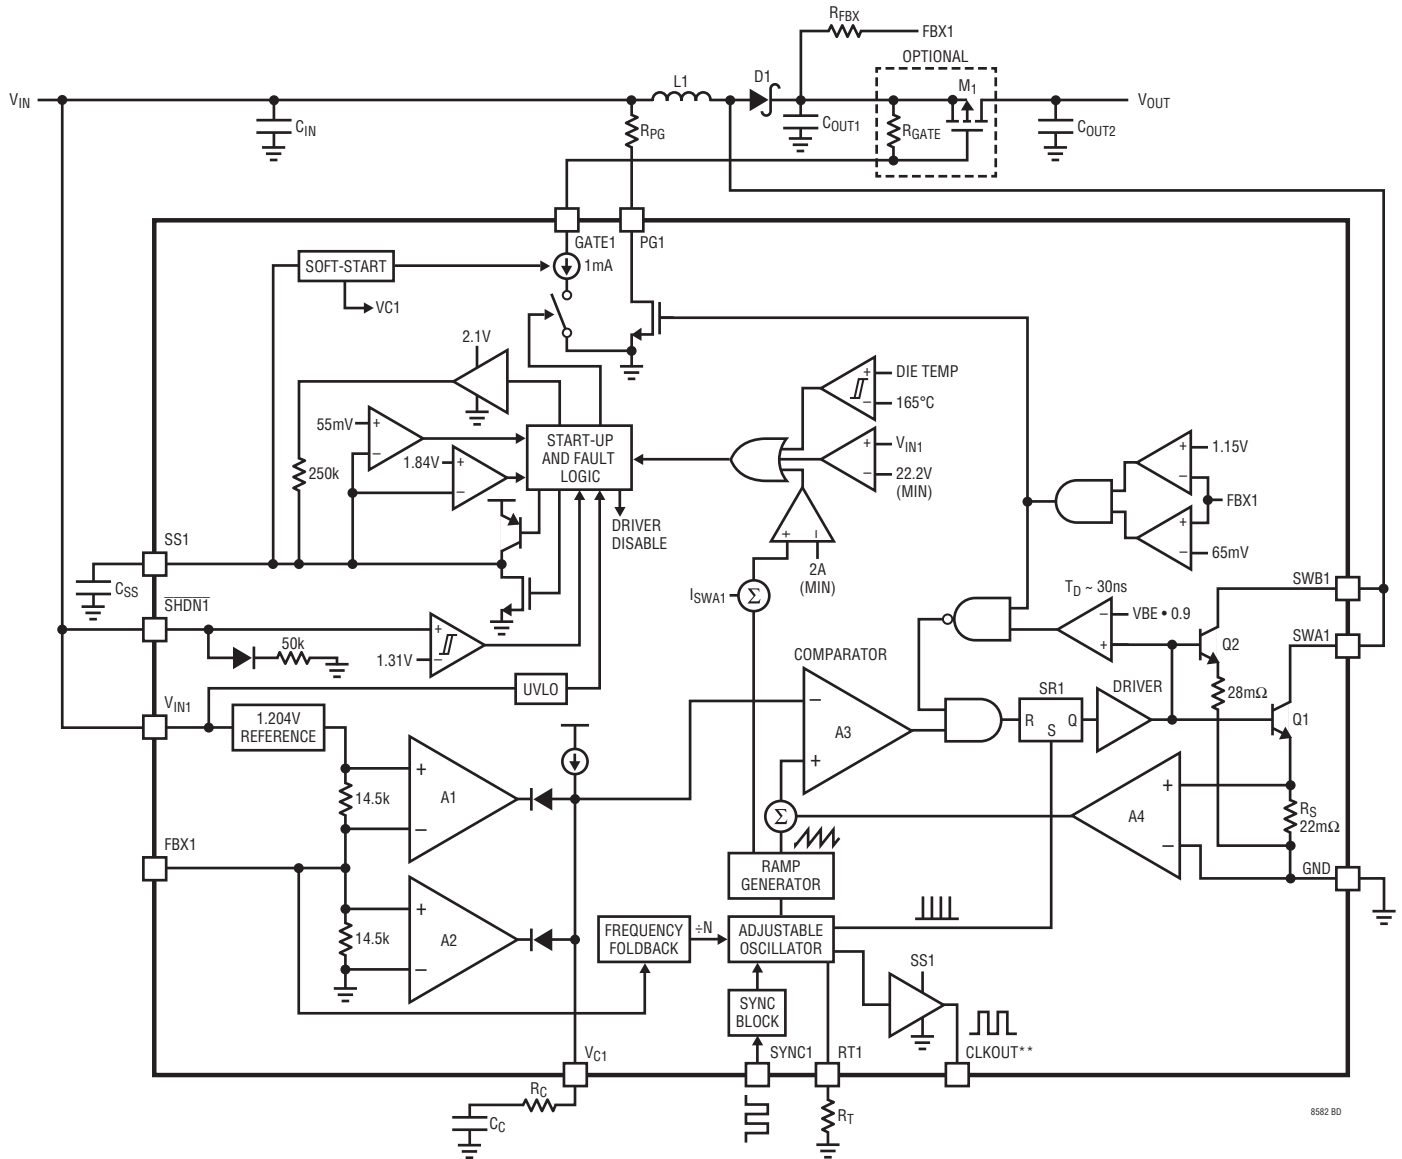 RFBX
FBX1
OPTIONAL
L1
D1
M1
VIN
VOUT
CIN
RPG
COUT1
RGATE
COUT2
GATE1
PG1
SOFT-START
1mA
VC1
2.1V
DIE TEMP
165°C
55mV
+
–
1.84V
+
–
START-UP
AND FAULT
LOGIC
+
–
VIN1
+
–
22.2V
(MIN)
1.15V
+
–
FBX1
+
–
65mV
250k
DRIVER
DISABLE
+
–
2A
(MIN)
SS1
CSS
ISWA1
Σ
TD ~ 30ns
SWB1
SHDN1
VBE • 0.9
–
+
Q2
SWA1
50k
1.31V
+
–
COMPARATOR
VIN1
UVLO
SR1
DRIVER
28mΩ
1.204V
REFERENCE
–
A3
+
R
S
Q
Q1
+
A1
–
14.5k
Σ
+
A4
–
RS
22mΩ
FBX1
RAMP
GENERATOR
GND
+
A2
–
14.5k
FREQUENCY
FOLDBACK
÷N
ADJUSTABLE
OSCILLATOR
SS1
SYNC
BLOCK
VC1
SYNC1
RT1
CLKOUT**
RC
CC
RT
8582 BD